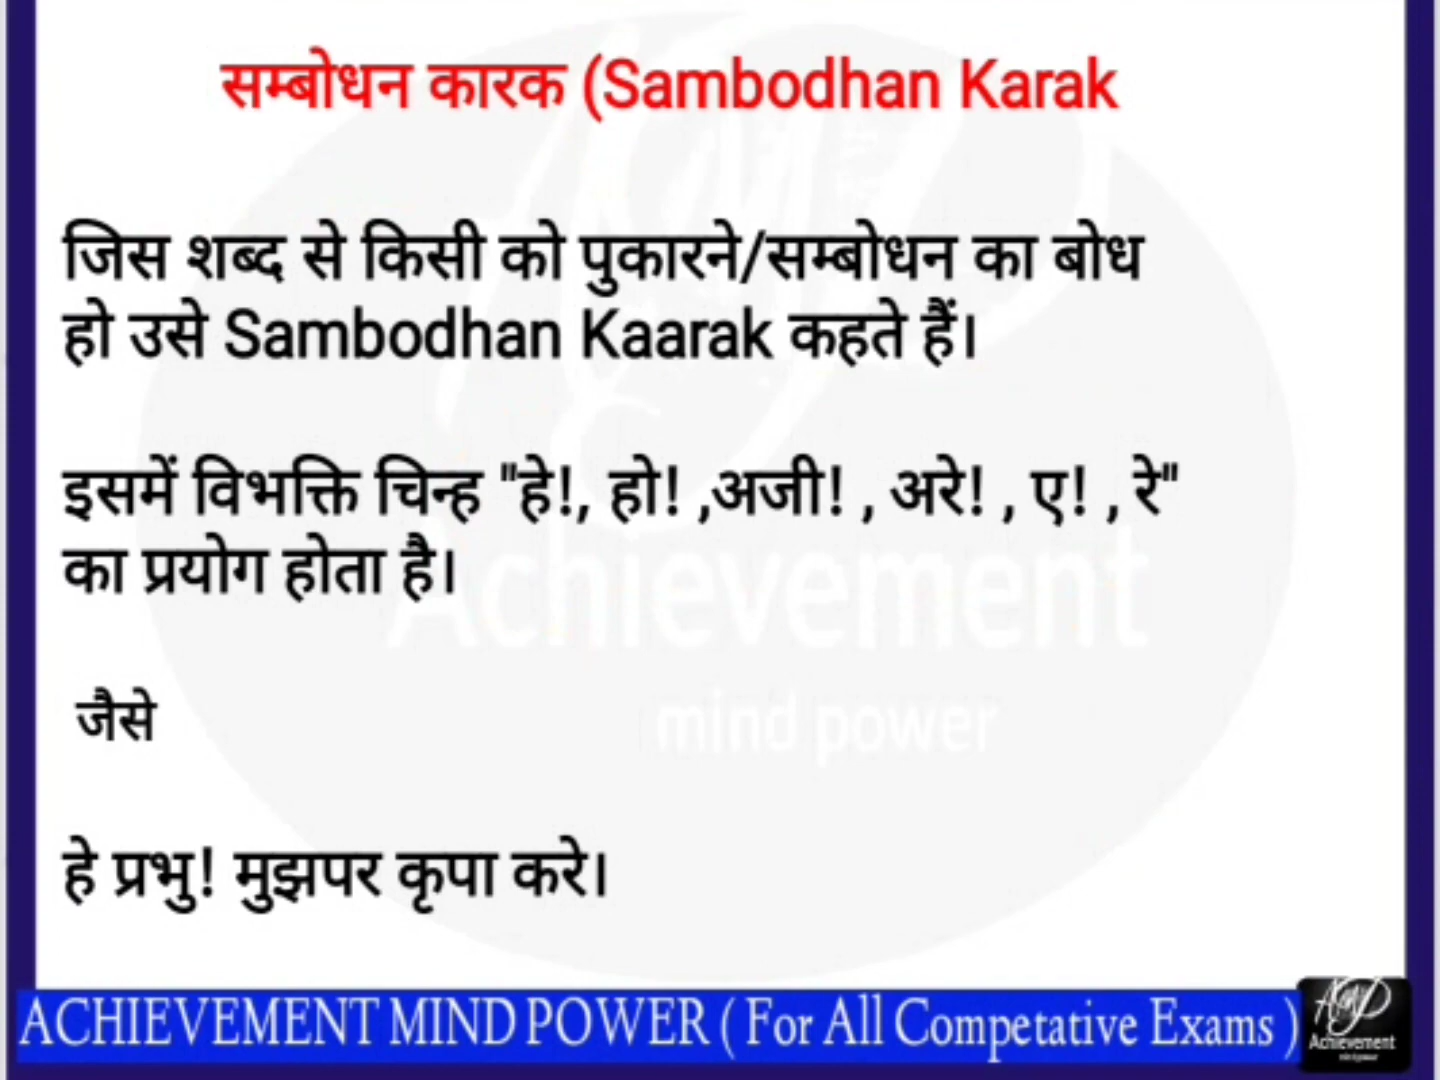 सम्बोधन कारक (Sambodhan Karak
जिस शब्द से किसी को पुकारने/सम्बोधन का बोध
हो उसे Sambodhan Kaarak कहते हैं।
इसमें विभक्ति चिन्ह "हे!, हो! ,अजी! , अरे! , ए! , रे"
का प्रयोग होता है।
Achievement
mind power
जैसे
हे प्रभु! मुझपर कृपा करे।
ACHIEVEMENT MIND POWER ( For All Competative Exams )
Achievement